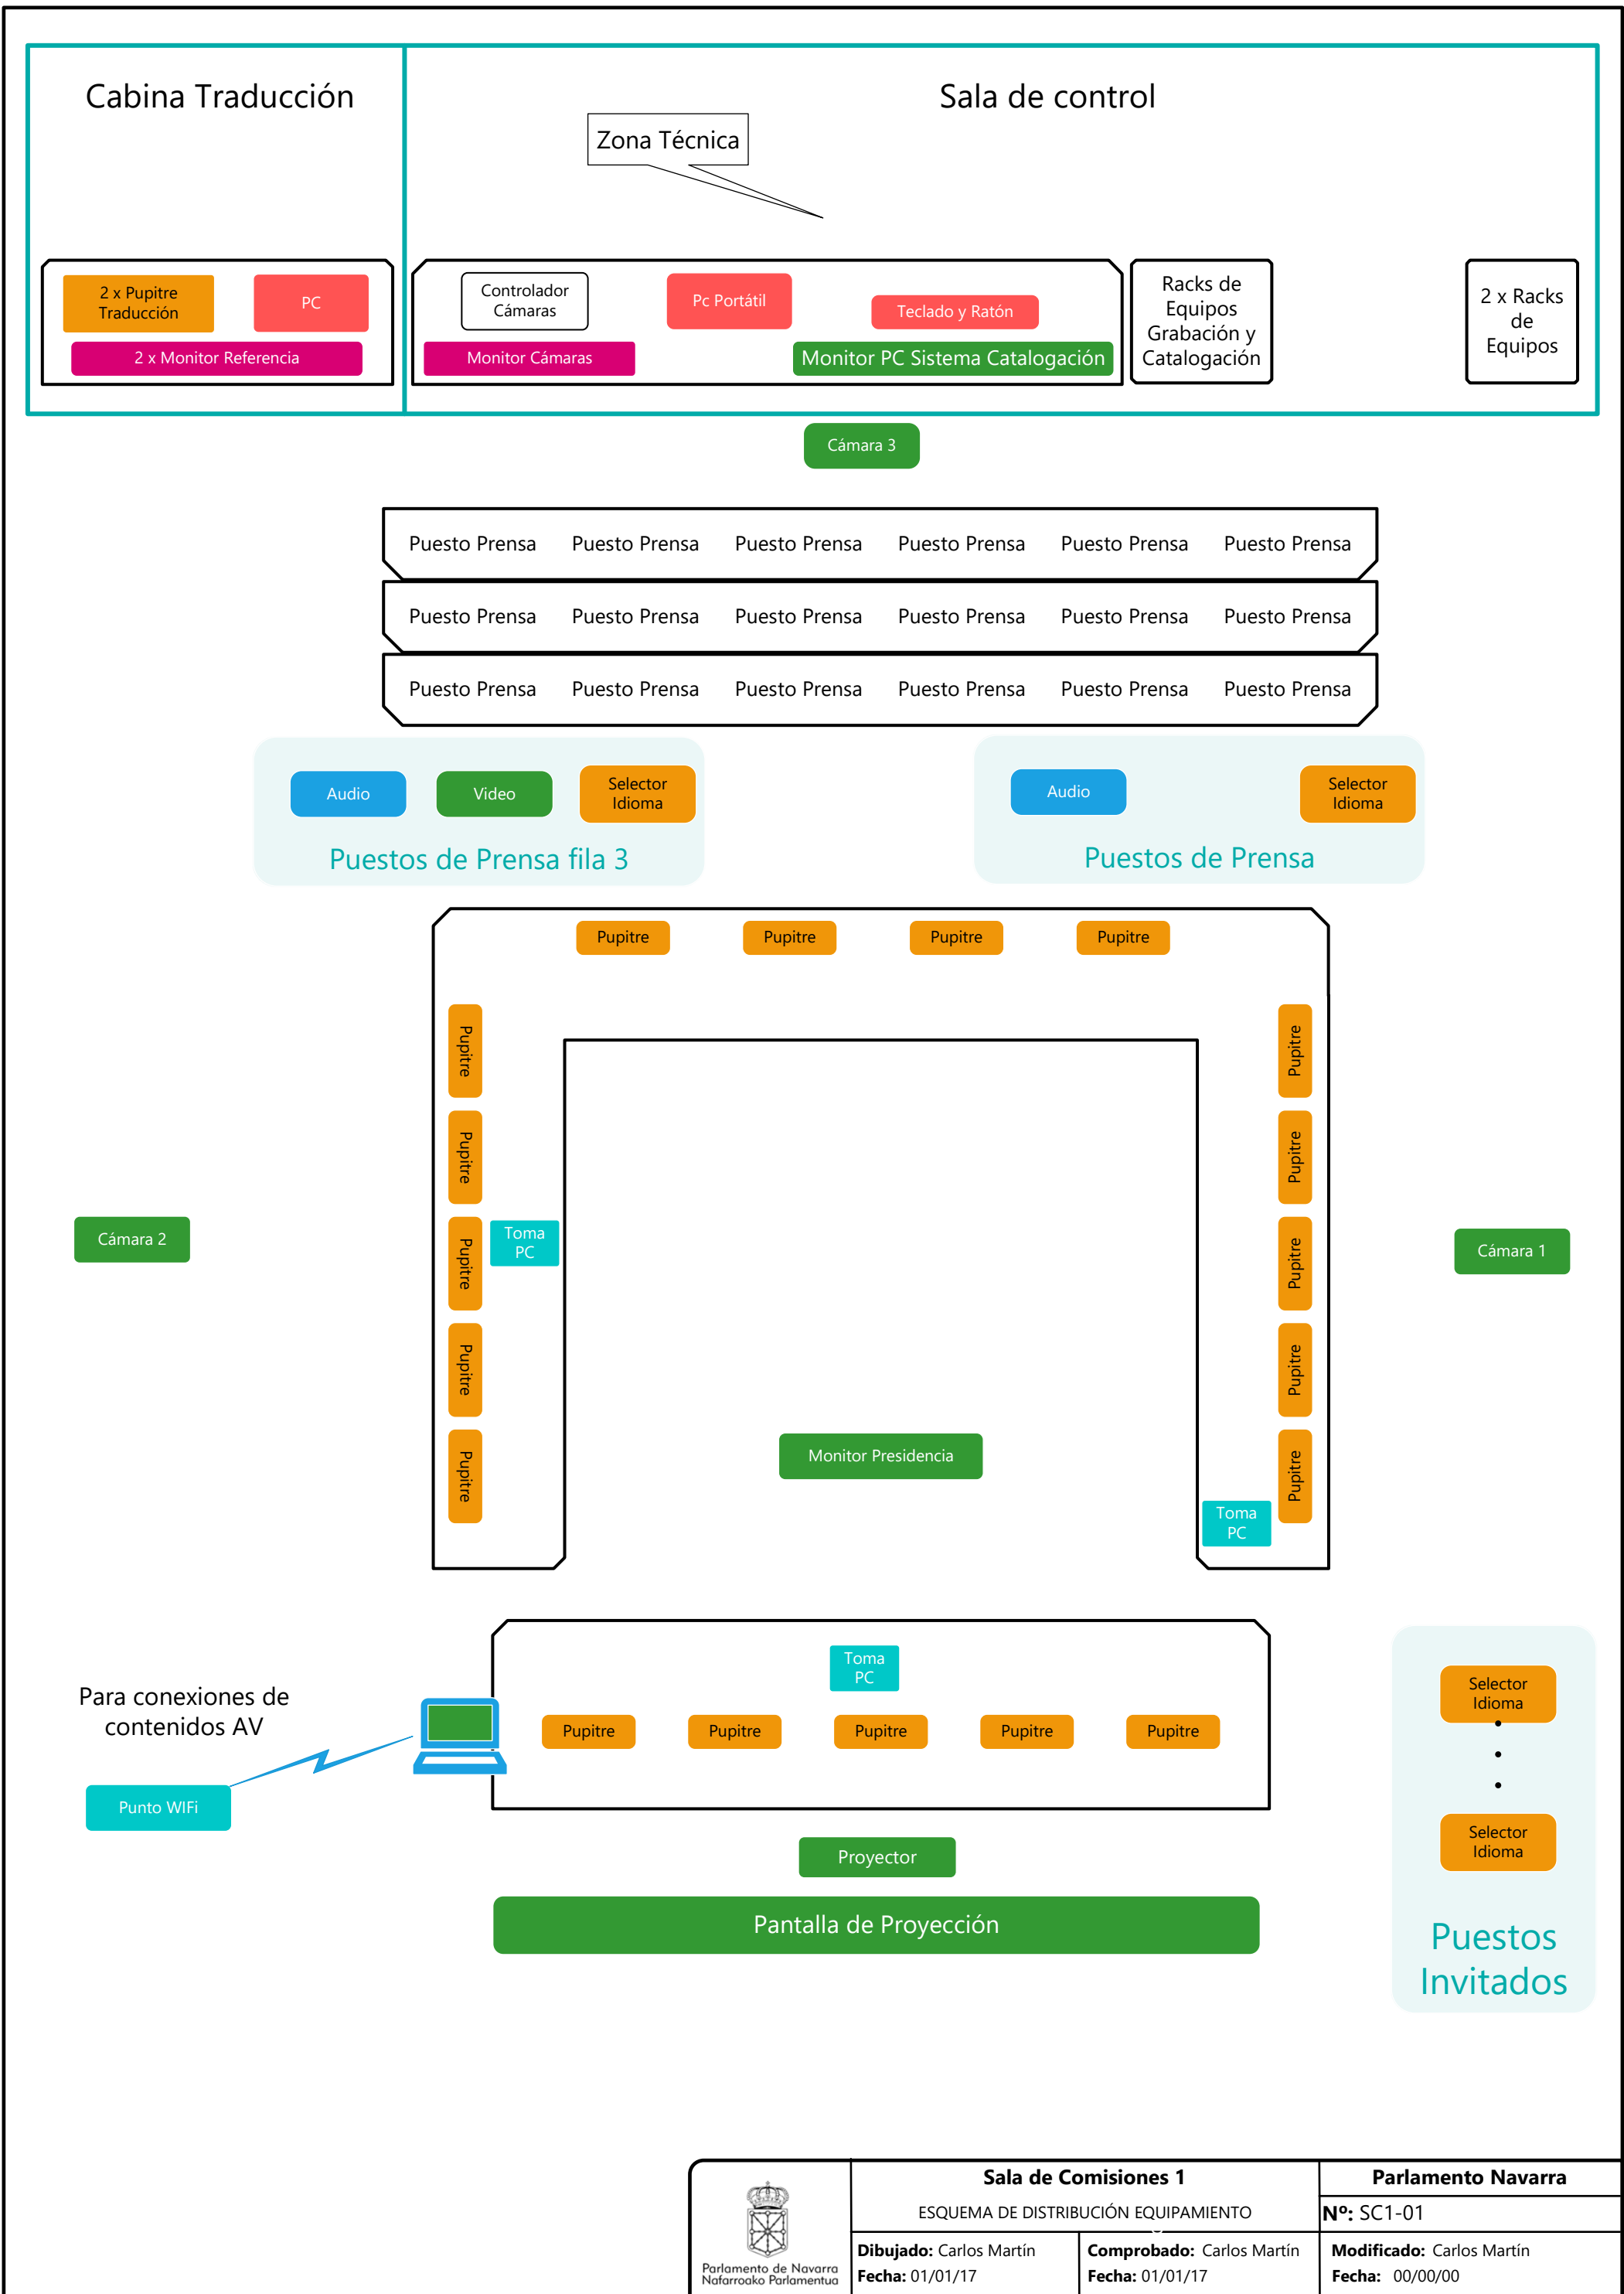 Cabina Traducción
Sala de control
Zona Técnica
2 x Pupitre
Traducción
PC
2 x Monitor Referencia
Controlador
Cámaras
Pc Portátil
Teclado y Ratón
Monitor Cámaras
Monitor PC Sistema Catalogación
Racks de
Equipos
Grabación y
Catalogación
2 x Racks
de
Equipos
Cámara 3
Puesto Prensa Puesto Prensa Puesto Prensa Puesto Prensa Puesto Prensa Puesto Prensa
Puesto Prensa Puesto Prensa Puesto Prensa Puesto Prensa Puesto Prensa Puesto Prensa
Puesto Prensa Puesto Prensa Puesto Prensa Puesto Prensa Puesto Prensa Puesto Prensa
Audio
Video
Selector
Idioma
Puestos de Prensa fila 3
Audio
Selector
Idioma
Puestos de Prensa
Pupitre Pupitre Pupitre Pupitre
Pupitre
Pupitre
Pupitre
Pupitre
Pupitre
Toma
PC
Cámara 2
Pupitre
Pupitre
Pupitre
Pupitre
Pupitre
Cámara 1
Monitor Presidencia
Toma
PC
Toma
PC
Pupitre Pupitre Pupitre Pupitre Pupitre
Para conexiones de
contenidos AV
Punto WIFi
Selector
Idioma
Selector
Idioma
Puestos
Invitados
Proyector
Pantalla de Proyección
Parlamento de Navarra
Nafarroako Parlamentua
Sala de Comisiones 1
ESQUEMA DE DISTRIBUCIÓN EQUIPAMIENTO
Parlamento Navarra
Nº: SC1-01
Dibujado: Carlos Martín
Fecha: 01/01/17
Comprobado: Carlos Martín
Fecha: 01/01/17
Modificado: Carlos Martín
Fecha: 00/00/00